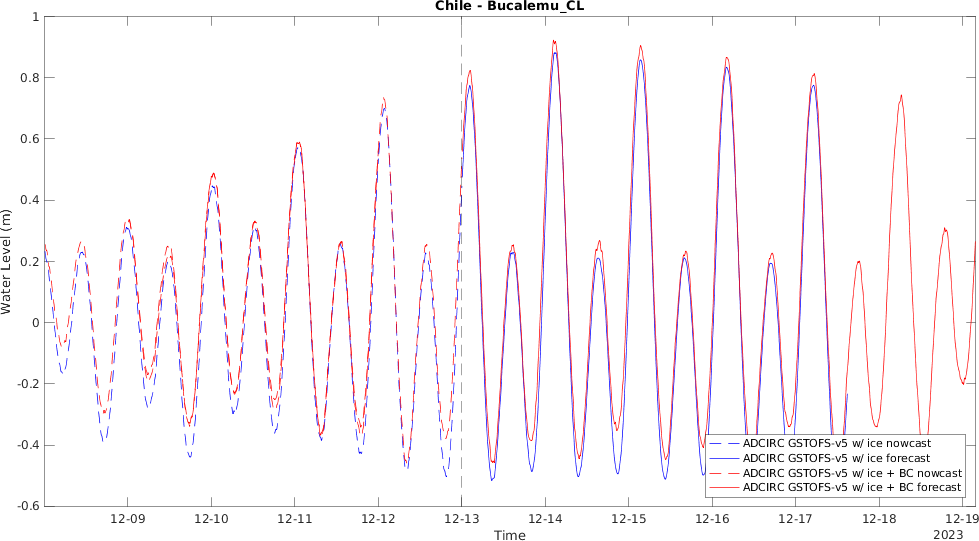 Chile - Bucalemu_CL
1
0.8
0.6
0.4
0.2
0
-0.2
-0.4
-0.6
Water Level (m)
ADCIRC GSTOFS-v5 w/ ice nowcast
ADCIRC GSTOFS-v5 w/ ice forecast
ADCIRC GSTOFS-v5 w/ ice + BC nowcast
ADCIRC GSTOFS-v5 w/ ice + BC forecast
12-09 12-10 12-11 12-12 12-13 12-14 12-15 12-16 12-17 12-18 12-19
Time
2023